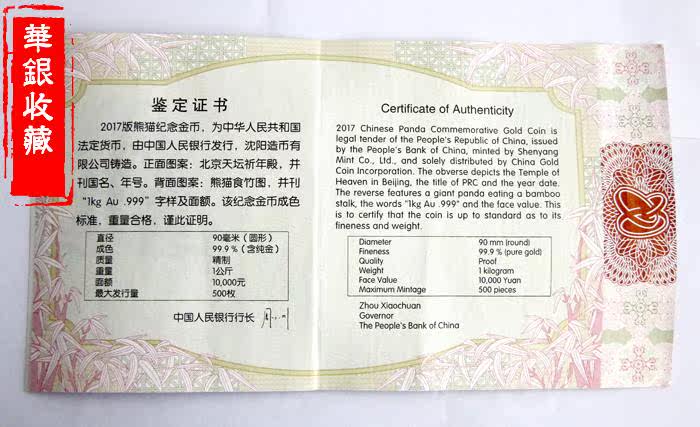 華銀收藏
鉴定证书
2017版熊猫纪念金币，为中华人民共和国
法定货币，由中国人民银行发行，沈阳造币有
限公司铸造。正面图案：北京天坛祈年殿，并
刊国名、年号。背面图案：熊猫食竹图，并刊
“1kg Au .999”字样及面额。该纪念金币成色
标准，重量合格，谨此证明。
直径 90毫米（圆形）
成色 99.9 %（含纯金）
质量 精制
重量 1公斤
面额 10,000元
最大发行量 500枚
中国人民银行行长
Certificate of Authenticity
2017 Chinese Panda Commemorative Gold Coin is
legal tender of the People's Republic of China, issued
by the People's Bank of China, minted by Shenyang
Mint Co., Ltd., and solely distributed by China Gold
Coin Incorporation. The obverse depicts the Temple of
Heaven in Beijing, the title of PRC and the year date.
The reverse features a giant panda eating a bamboo
stalk, the words "1kg Au .999" and the face value. This
is to certify that the coin is up to standard as to its
fineness and weight.
Diameter 90 mm (round)
Fineness 99.9 % (pure gold)
Quality Proof
Weight 1 kilogram
Face Value 10,000 Yuan
Maximum Mintage 500 pieces
Zhou Xiaochuan
Governor
The People's Bank of China